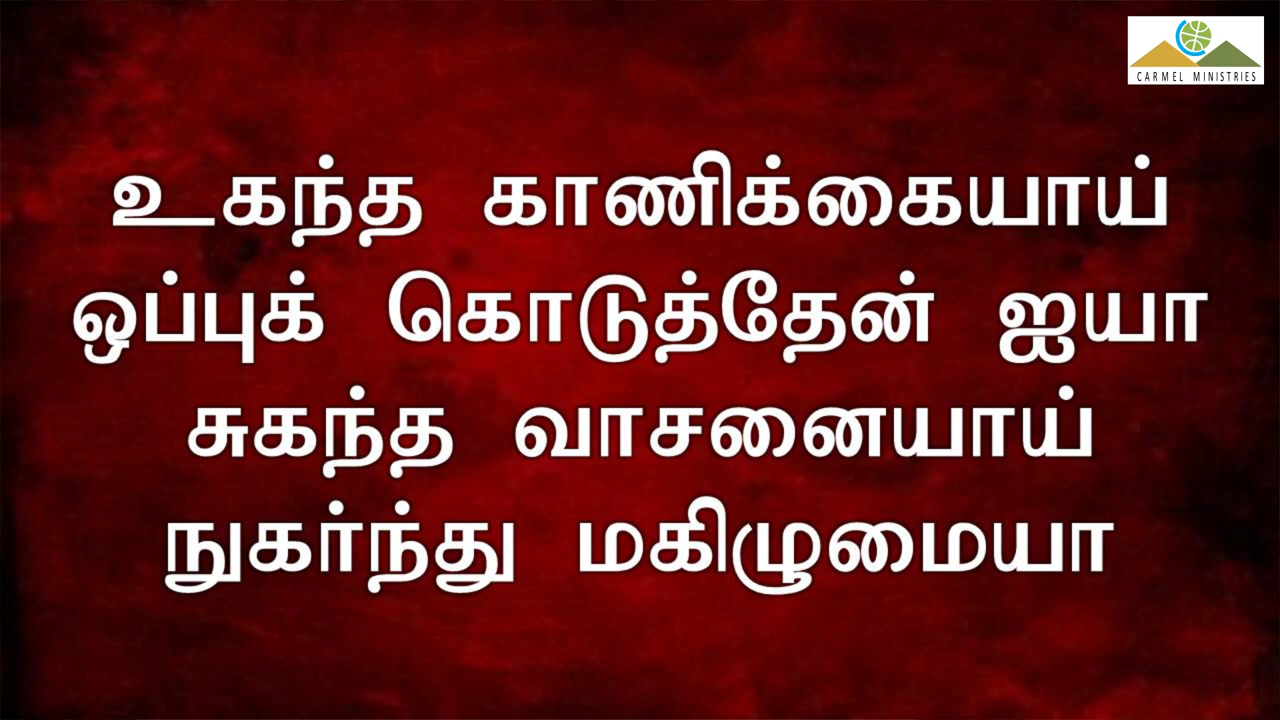 CARMEL MINISTRIES
உகந்த காணிக்கையாய்
ஒப்புக் கொடுத்தேன் ஐயா
சுகந்த வாசனையாய்
நுகர்ந்து மகிழுமையா